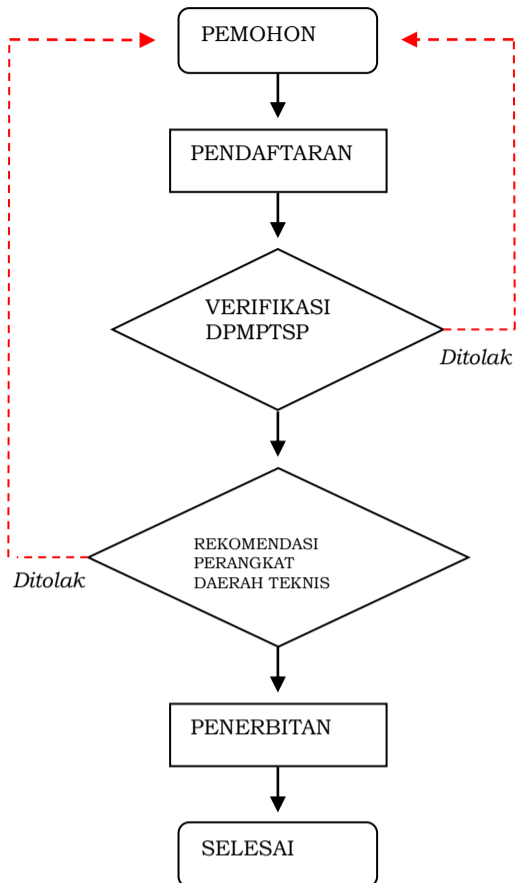 PEMOHON
PENDAFTARAN
VERIFIKASI
DPMPTSP
Ditolak
REKOMENDASI
PERANGKAT
DAERAH TEKNIS
Ditolak
PENERBITAN
SELESAI